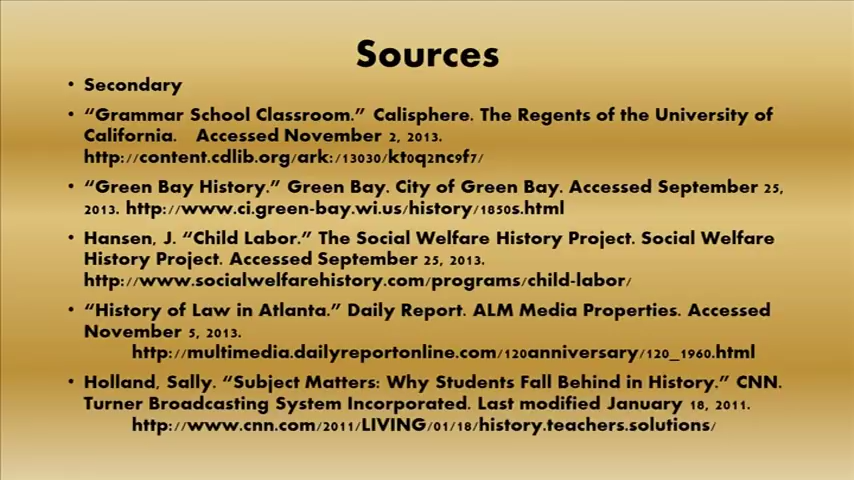 Sources
• Secondary
• “Grammar School Classroom.” Calisphere. The Regents of the University of
California. Accessed November 2, 2013.
http://content.cdlib.org/ark:/13030/kt0q2nc9f7/
• “Green Bay History.” Green Bay. City of Green Bay. Accessed September 25,
2013. http://www.ci.green-bay.wi.us/history/1850s.html
• Hansen, J. “Child Labor.” The Social Welfare History Project. Social Welfare
History Project. Accessed September 25, 2013.
http://www.socialwelfarehistory.com/programs/child-labor/
• “History of Law in Atlanta.” Daily Report. ALM Media Properties. Accessed
November 5, 2013.
http://multimedia.dailyreportonline.com/120anniversary/120_1960.html
• Holland, Sally. “Subject Matters: Why Students Fall Behind in History.” CNN.
Turner Broadcasting System Incorporated. Last modified January 18, 2011.
http://www.cnn.com/2011/LIVING/01/18/history.teachers.solutions/